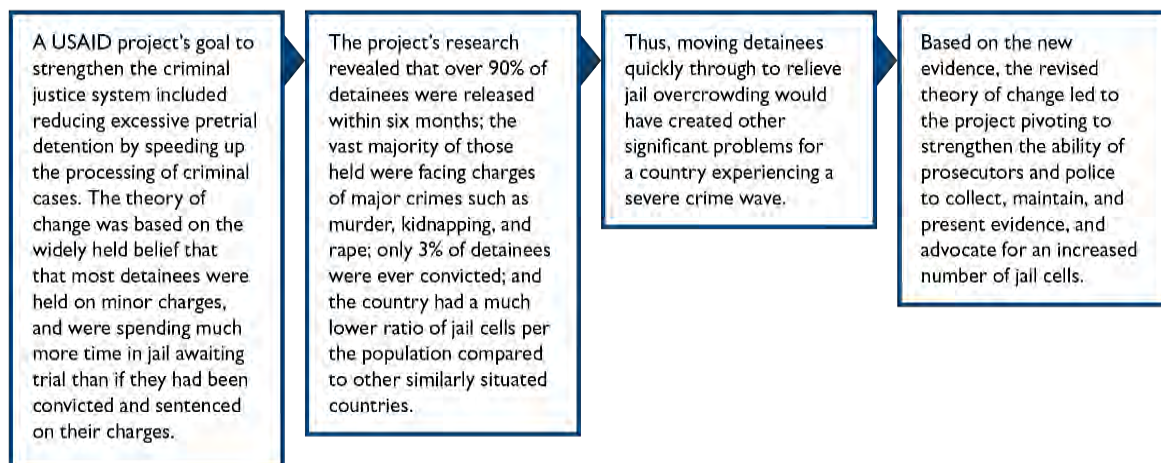 A USAID project's goal to
strengthen the criminal
justice system included
reducing excessive pretrial
detention by speeding up
the processing of criminal
cases. The theory of
change was based on the
widely held belief that
that most detainees were
held on minor charges,
and were spending much
more time in jail awaiting
trial than if they had been
convicted and sentenced
on their charges.
The project's research
revealed that over 90% of
detainees were released
within six months; the
vast majority of those
held were facing charges
of major crimes such as
murder, kidnapping, and
rape; only 3% of detainees
were ever convicted; and
the country had a much
lower ratio of jail cells per
the population compared
to other similarly situated
countries.
Thus, moving detainees
quickly through to relieve
jail overcrowding would
have created other
significant problems for
a country experiencing a
severe crime wave.
Based on the new
evidence, the revised
theory of change led to
the project pivoting to
strengthen the ability of
prosecutors and police
to collect, maintain, and
present evidence, and
advocate for an increased
number of jail cells.